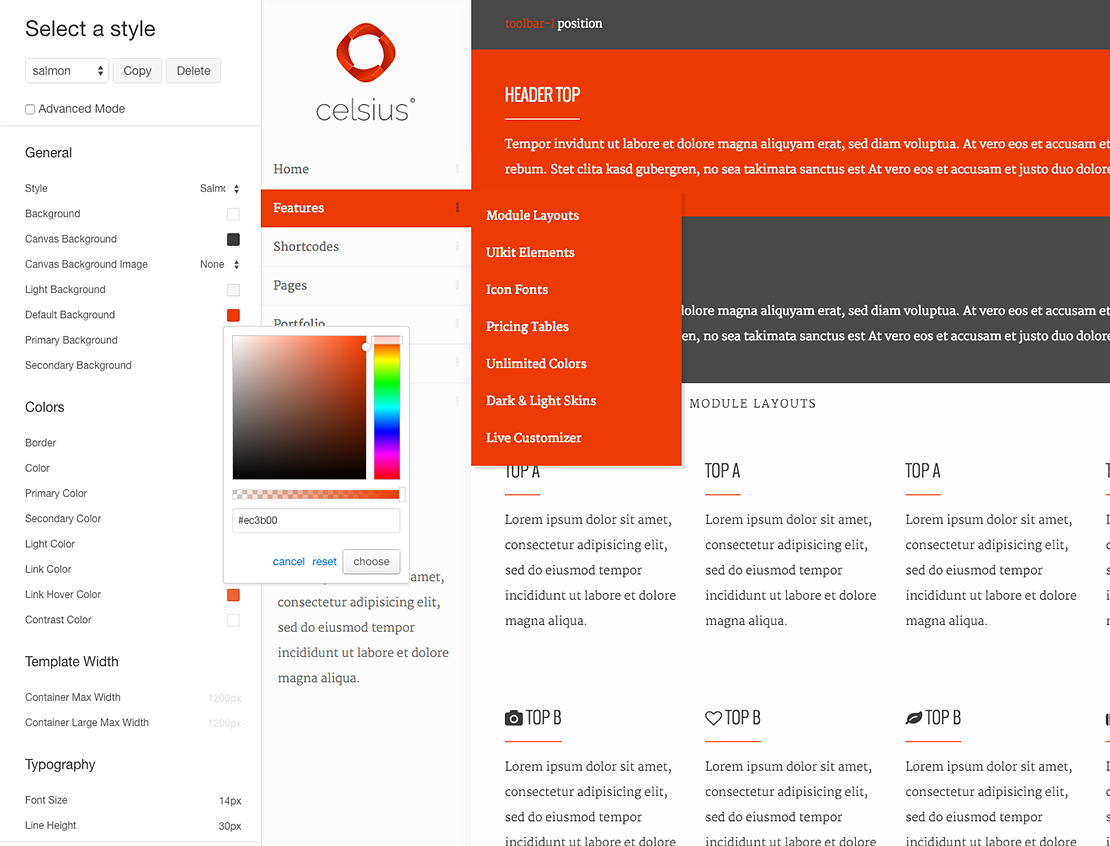 Select a style
salmon
Copy
Delete
Advanced Mode
General
Style
Salmc
Background
Canvas Background
Canvas Background Image
None
Light Background
Default Background
Primary Background
Secondary Background
Colors
Border
Color
Primary Color
Secondary Color
Light Color
Link Color
Link Hover Color
Contrast Color
Template Width
Container Max Width
1200px
Container Large Max Width
1200px
Typography
Font Size
14px
Line Height
30px
#ec3b00
cancel
reset
choose
celsius°
Home
Features
Shortcodes
Pages
Portfolio
amet,
consectetur adipisicing elit,
sed do eiusmod tempor
incididunt ut labore et dolore
magna aliqua.
Module Layouts
UIkit Elements
Icon Fonts
Pricing Tables
Unlimited Colors
Dark & Light Skins
Live Customizer
toolbar-l position
HEADER TOP
Tempor invidunt ut labore et dolore magna aliquyam erat, sed diam voluptua. At vero eos et accusam et
rebum. Stet clita kasd gubergren, no sea takimata sanctus est At vero eos et accusam et justo duo dolore
dolore magna aliquyam erat, sed diam voluptua. At vero eos et accusam et
en, no sea takimata sanctus est At vero eos et accusam et justo duo dolore
MODULE LAYOUTS
TOP A
Lorem ipsum dolor sit amet,
consectetur adipisicing elit,
sed do eiusmod tempor
incididunt ut labore et dolore
magna aliqua.
TOP A
Lorem ipsum dolor sit amet,
consectetur adipisicing elit,
sed do eiusmod tempor
incididunt ut labore et dolore
magna aliqua.
TOP A
Lorem ipsum dolor sit amet,
consectetur adipisicing elit,
sed do eiusmod tempor
incididunt ut labore et dolore
magna aliqua.
TOP B
Lorem ipsum dolor sit amet,
consectetur adipisicing elit,
sed do eiusmod tempor
incididunt ut labore et dolore
TOP B
Lorem ipsum dolor sit amet,
consectetur adipisicing elit,
sed do eiusmod tempor
incididunt ut labore et dolore
TOP B
Lorem ipsum dolor sit amet,
consectetur adipisicing elit,
sed do eiusmod tempor
incididunt ut labore et dolore